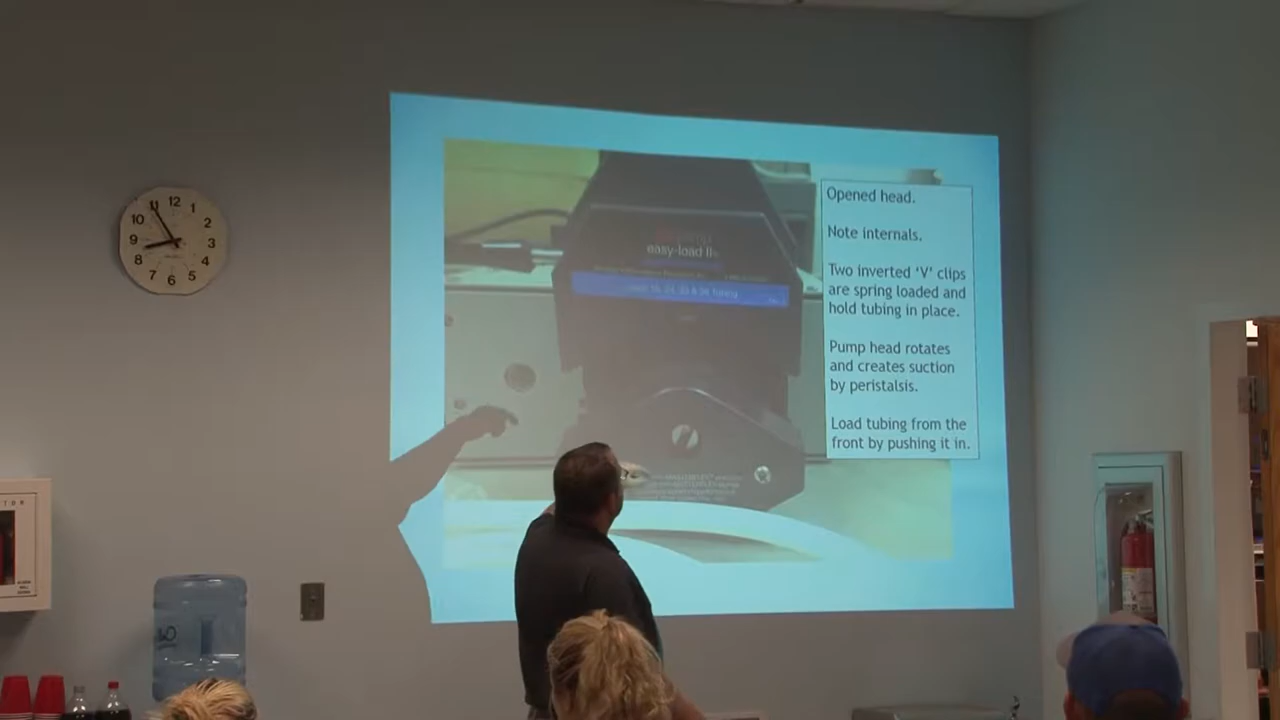 12
11
1
10
2
9
3
8
4
7
5
6
easy-load II
Opened head.
Note internals.
Two inverted ‘V’ clips
are spring loaded and
hold tubing in place.
Pump head rotates
and creates suction
by peristalsis.
Load tubing from the
front by pushing it in.